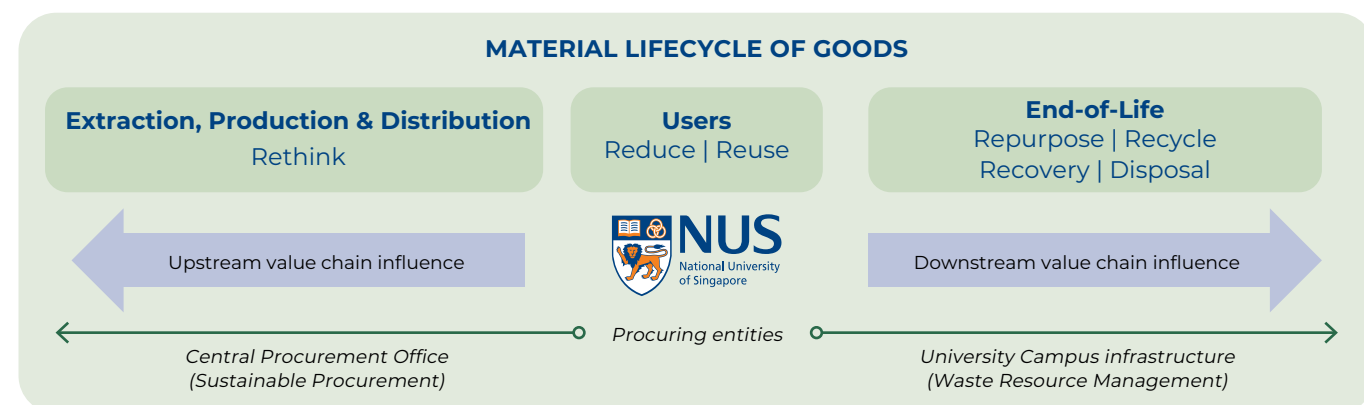 MATERIAL LIFECYCLE OF GOODS
Extraction, Production & Distribution
Rethink
Users
Reduce | Reuse
End-of-Life
Repurpose | Recycle
Recovery | Disposal
Upstream value chain influence
NUS
National University
of Singapore
Downstream value chain influence
Procuring entities
Central Procurement Office
(Sustainable Procurement)
University Campus infrastructure
(Waste Resource Management)